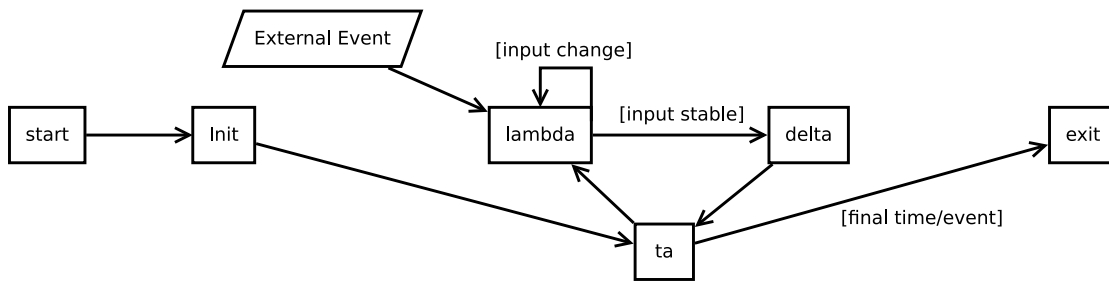 External Event
[input change]
start
Init
lambda
[input stable]
delta
exit
[final time/event]
ta